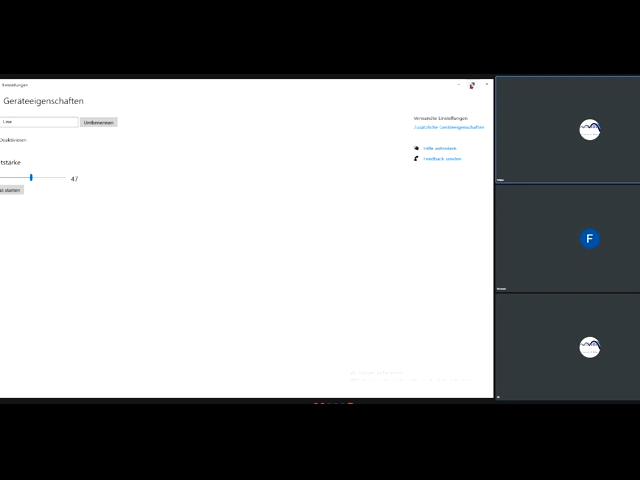 Einstellungen
Geräteeigenschaften
Line
Umbenennen
Deaktivieren
tstärke
47
st starten
Verwandte Einstellungen
Zusätzliche Geräteeigenschaften
Hilfe anfordern
Feedback senden
F